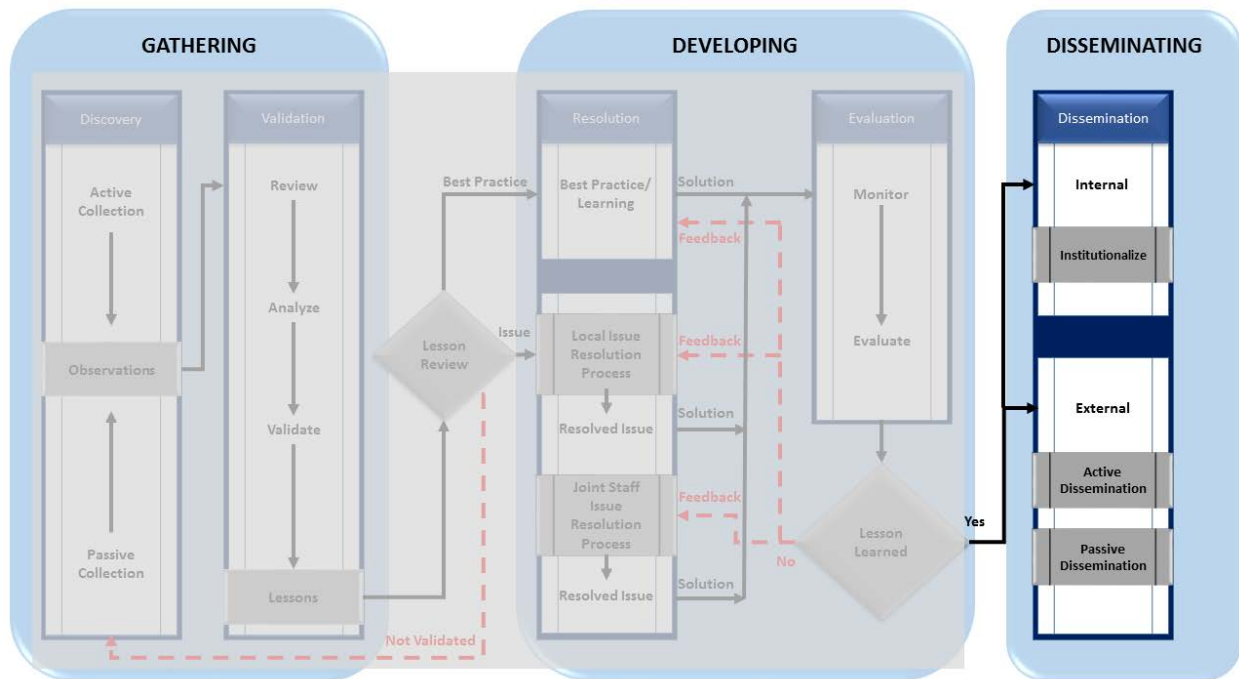 GATHERING
DEVELOPING
DISSEMINATING
Discovery
Active
Collection
Observations
Passive
Collection
Validation
Review
Analyze
Validate
Lessons
Not Validated
Best Practice
Lesson
Review
Issue
Resolution
Best Practice/
Learning
Local Issue
Resolution
Process
Resolved Issue
Joint Staff
Issue
Resolution
Process
Resolved Issue
Solution
Feedback
Feedback
Solution
Feedback
Solution
Evaluation
Monitor
Evaluate
Lesson
Learned
No
Yes
Dissemination
Internal
Institutionalize
External
Active
Dissemination
Passive
Dissemination